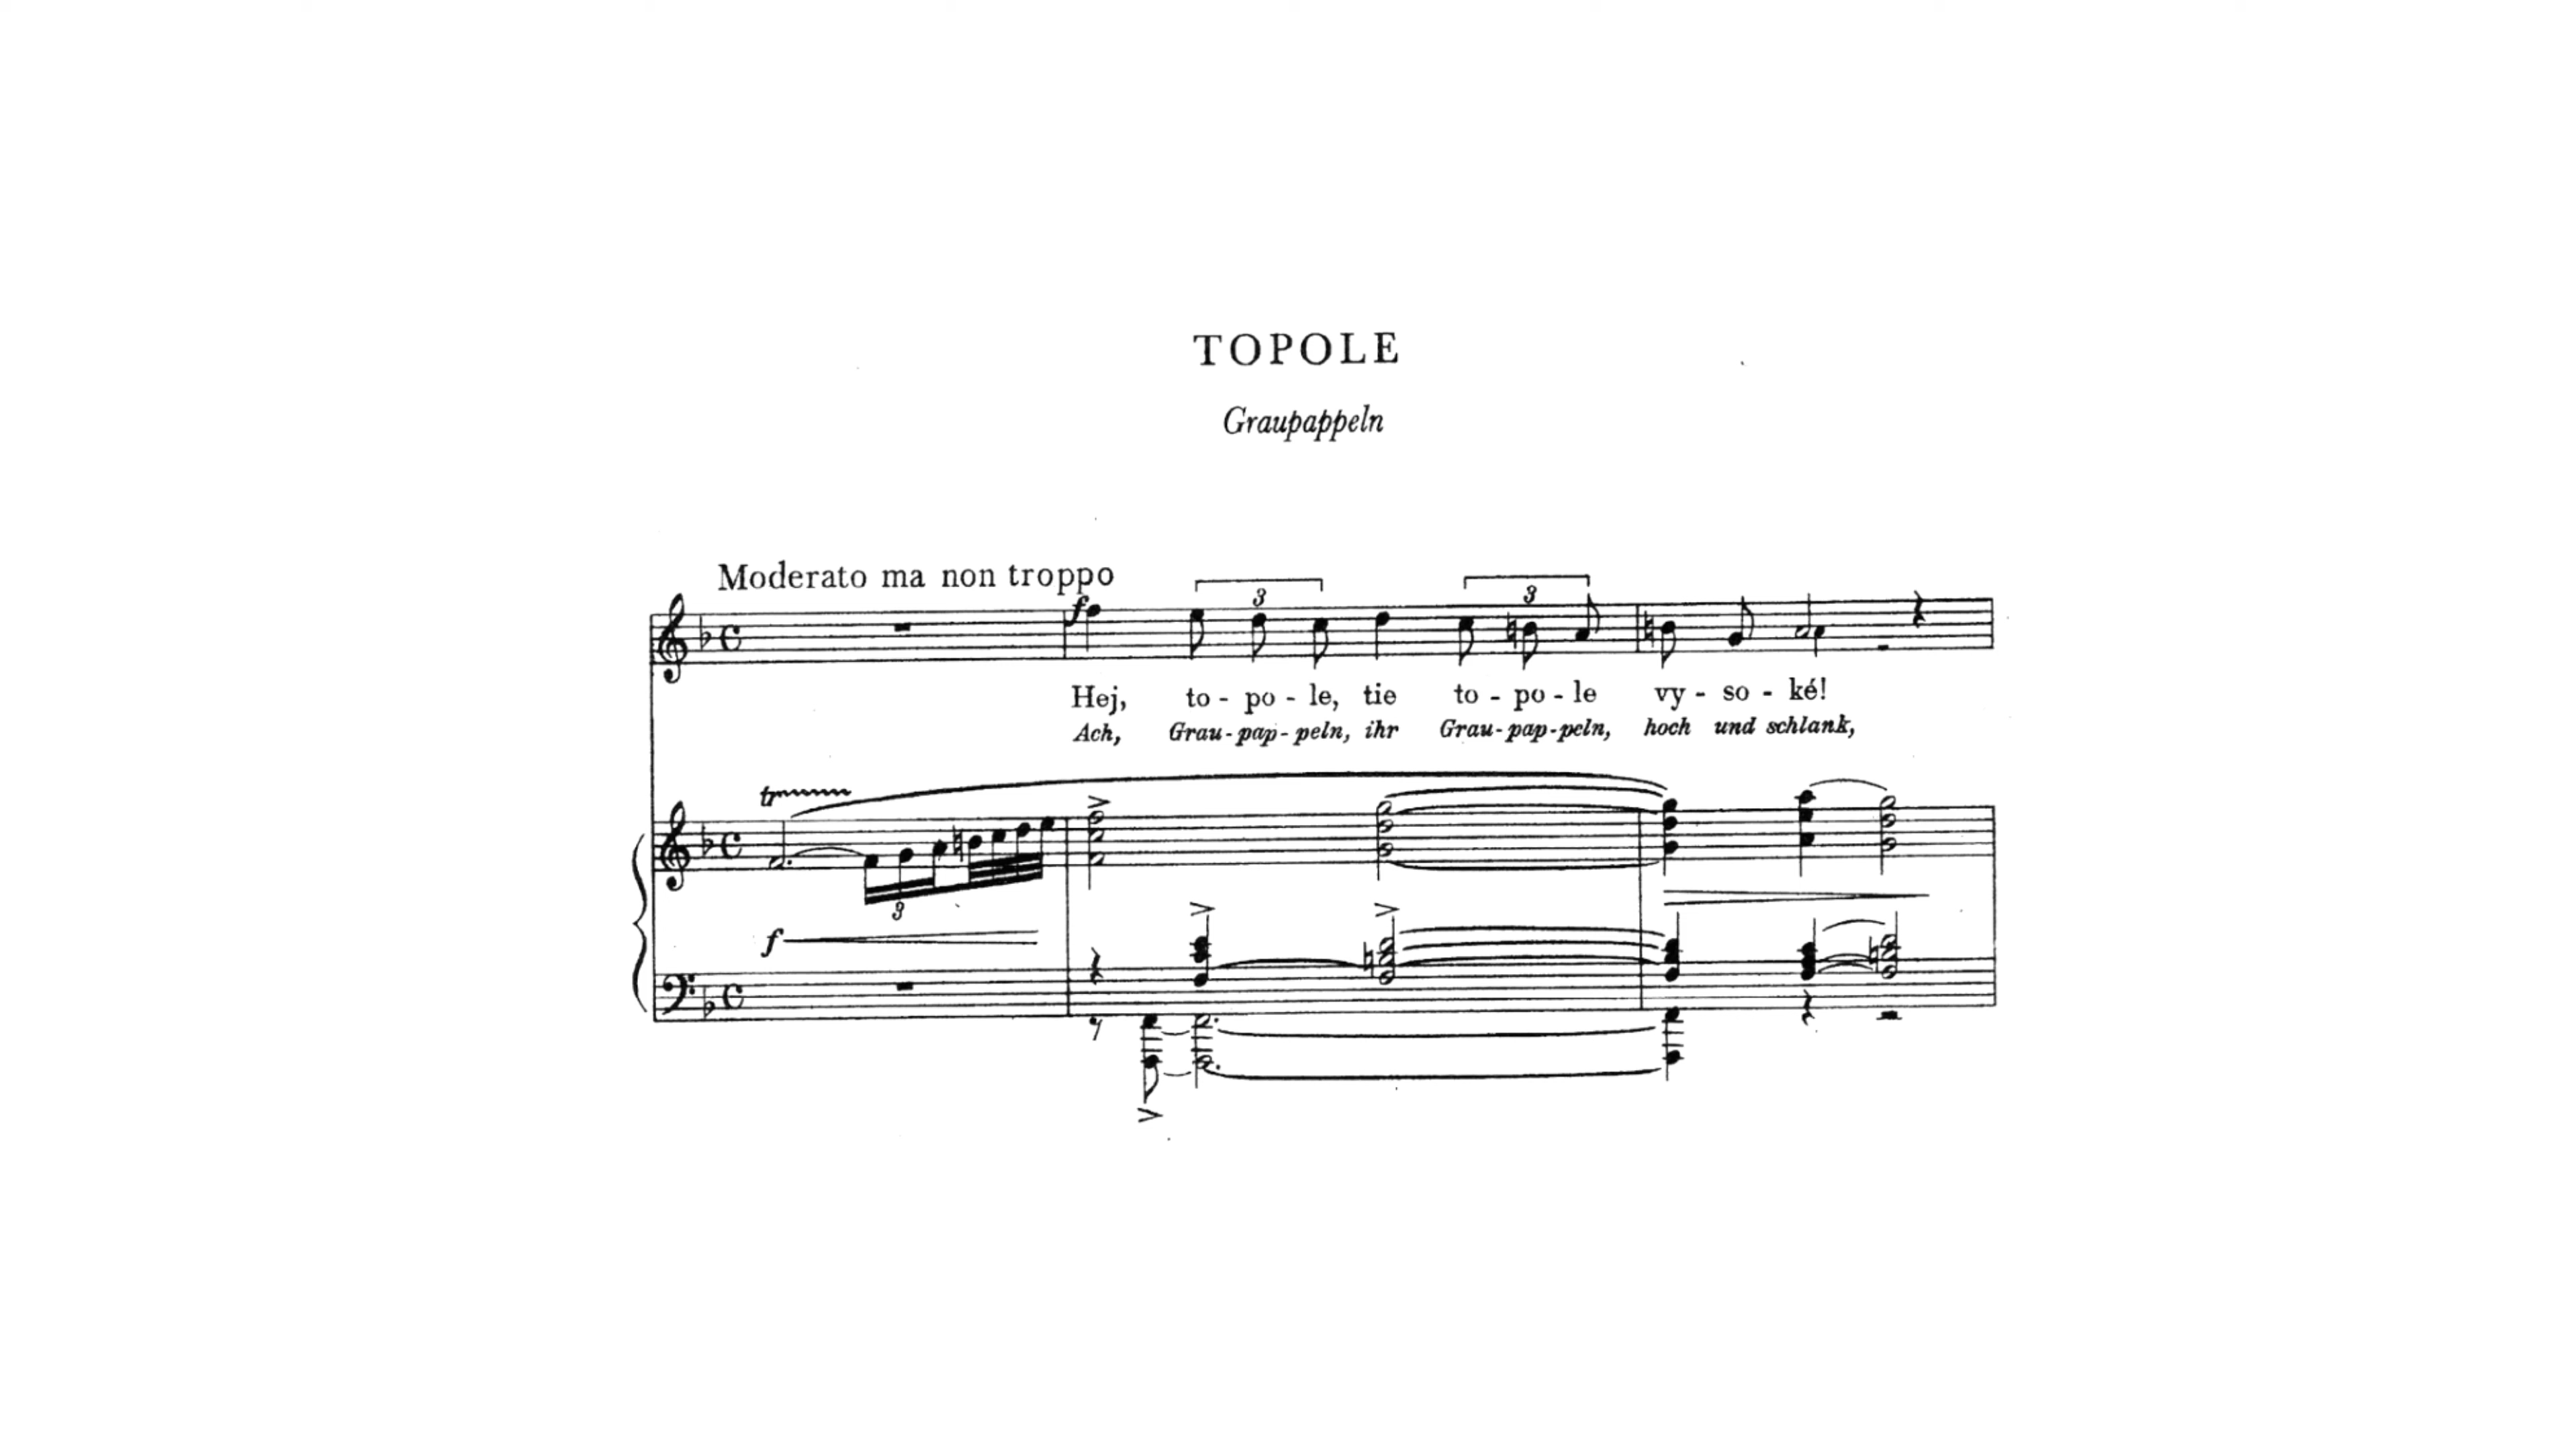 TOPOLE
Graupappeln
Moderato ma non troppo
f 3 3
Hej, to - po - le, tie to - po - le vy - so - ké!
Ach, Grau - pap - peln, ihr Grau - pap - peln, hoch und schlank,
tr
3
f